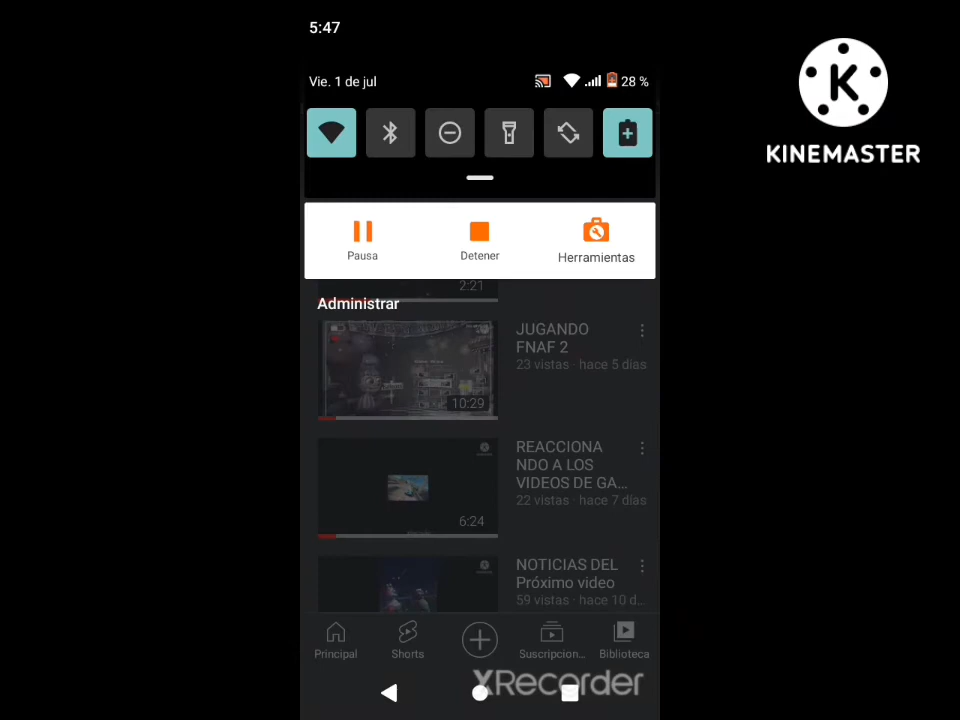 5:47
Vie. 1 de jul
28 %
K
KINEMASTER
Pausa
Detener
Herramientas
2:21
Administrar
JUGANDO
FNAF 2
23 vistas · hace 5 días
10:29
REACCIONA
NDO A LOS
VIDEOS DE GA...
22 vistas · hace 7 días
6:24
NOTICIAS DEL
Próximo video
59 vistas · hace 10 d...
Principal
Shorts
Suscripcion...
Biblioteca
XRecorder